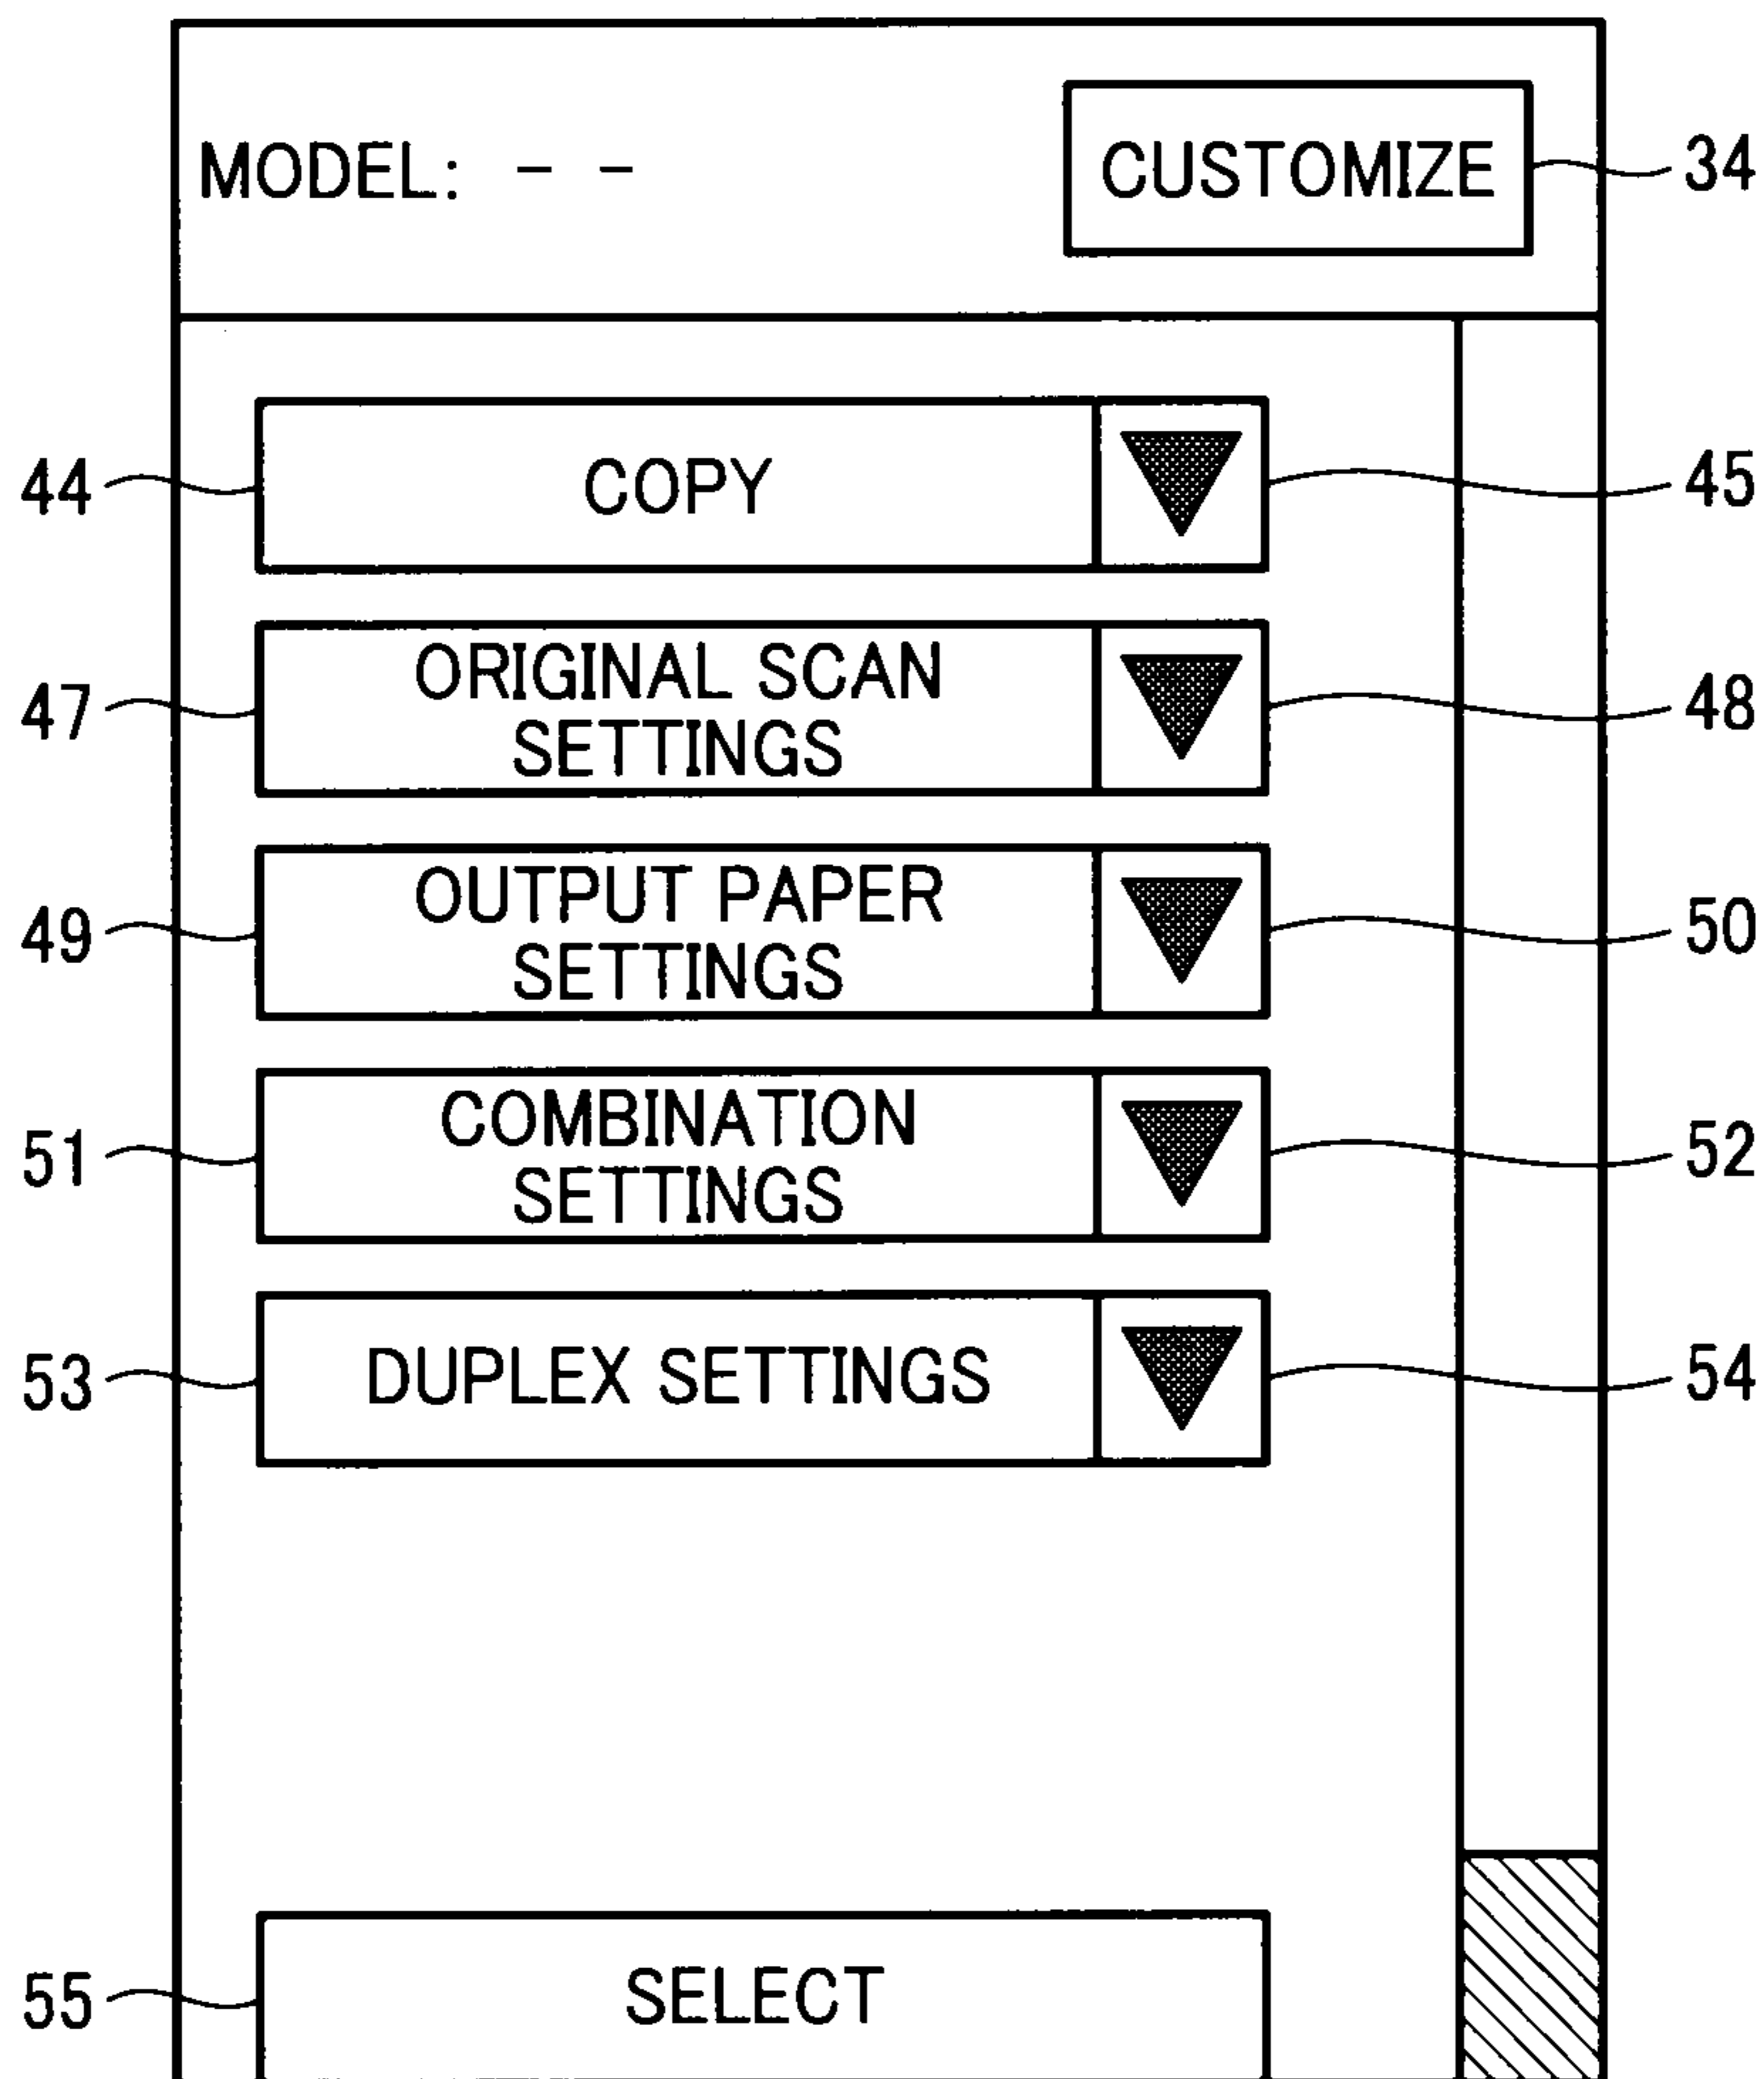 MODEL: – –
CUSTOMIZE
34
44
COPY
45
47
ORIGINAL SCAN
SETTINGS
48
49
OUTPUT PAPER
SETTINGS
50
51
COMBINATION
SETTINGS
52
53
DUPLEX SETTINGS
54
55
SELECT